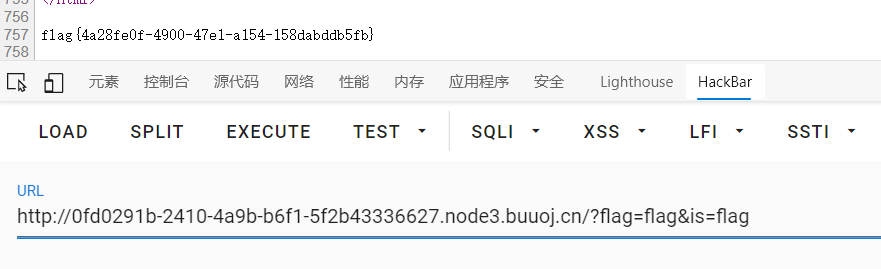 755 </html>
756
757 flag{4a28fe0f-4900-47e1-a154-158dabddb5fb}
758
元素 控制台 源代码 网络 性能 内存 应用程序 安全 Lighthouse HackBar
LOAD SPLIT EXECUTE TEST SQLI XSS LFI SSTI
URL
http://0fd0291b-2410-4a9b-b6f1-5f2b43336627.node3.buuoj.cn/?flag=flag&is=flag